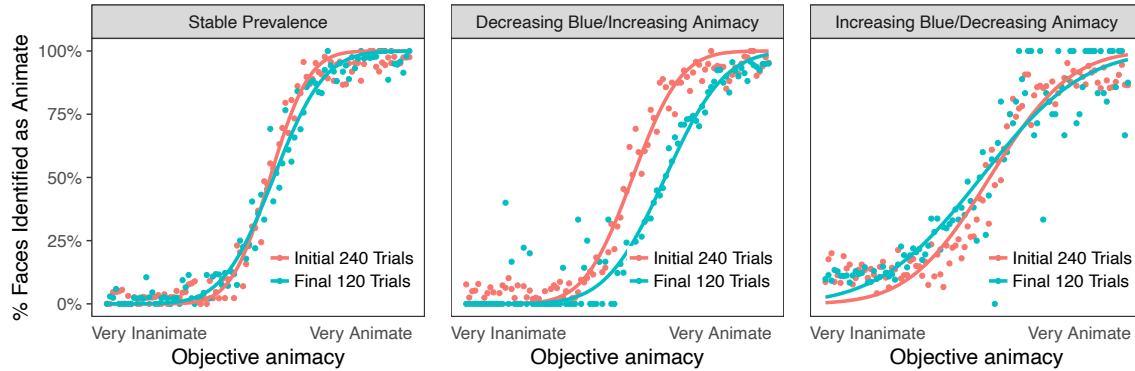 Stable Prevalence
Decreasing Blue/Increasing Animacy
Increasing Blue/Decreasing Animacy
% Faces Identified as Animate
100%
75%
50%
25%
0%
Initial 240 Trials
Final 120 Trials
Initial 240 Trials
Final 120 Trials
Initial 240 Trials
Final 120 Trials
Very Inanimate
Very Animate
Very Inanimate
Very Animate
Very Inanimate
Very Animate
Objective animacy
Objective animacy
Objective animacy